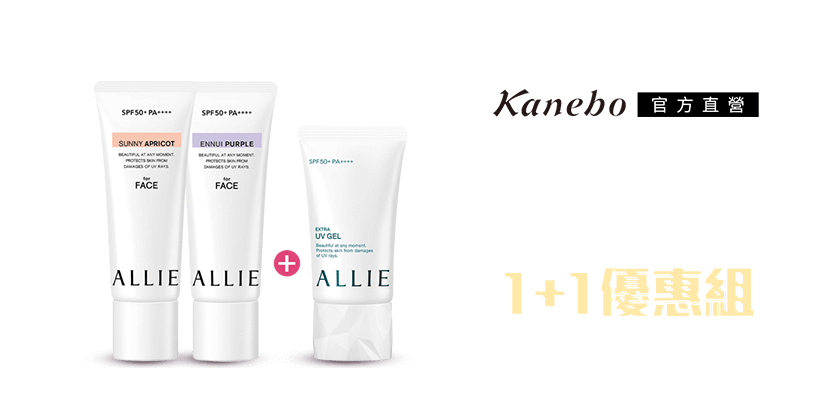 SPF50+ PA++++
SUNNY APRICOT
BEAUTIFUL AT ANY MOMENT.
PROTECTS SKIN FROM
DAMAGES OF UV RAYS.
for
FACE
ALLIE
SPF50+ PA++++
ENNUI PURPLE
BEAUTIFUL AT ANY MOMENT.
PROTECTS SKIN FROM
DAMAGES OF UV RAYS.
for
FACE
ALLIE
SPF50+ PA++++
EXTRA
UV GEL
Beautiful at any moment.
Protects skin from damages
of UV rays.
ALLIE
Kanebo 官方直營
1+1優惠組